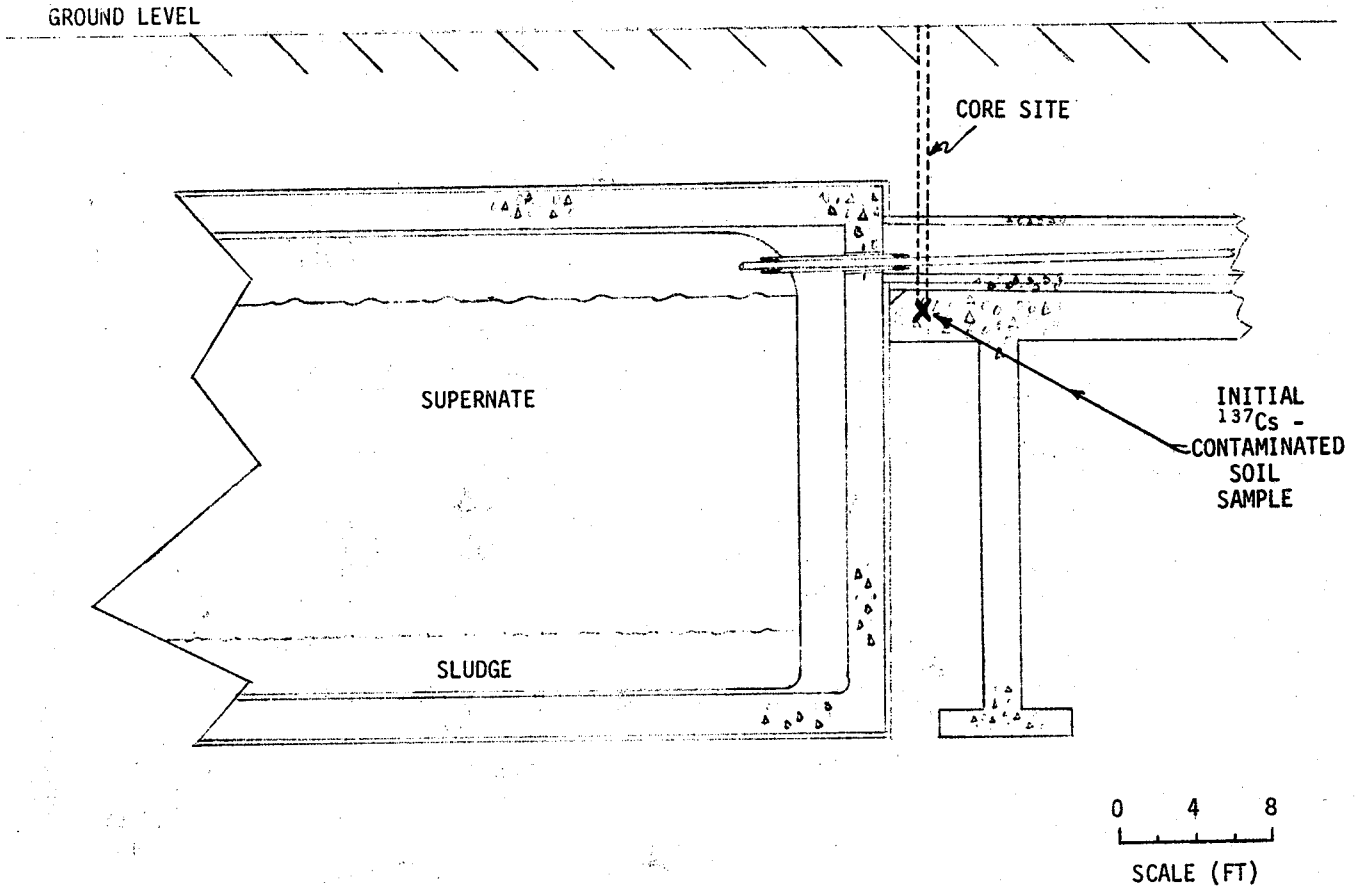 GROUND LEVEL
CORE SITE
SUPERNATE
INITIAL
¹³⁷Cs -
CONTAMINATED
SOIL
SAMPLE
SLUDGE
0 4 8
SCALE (FT)